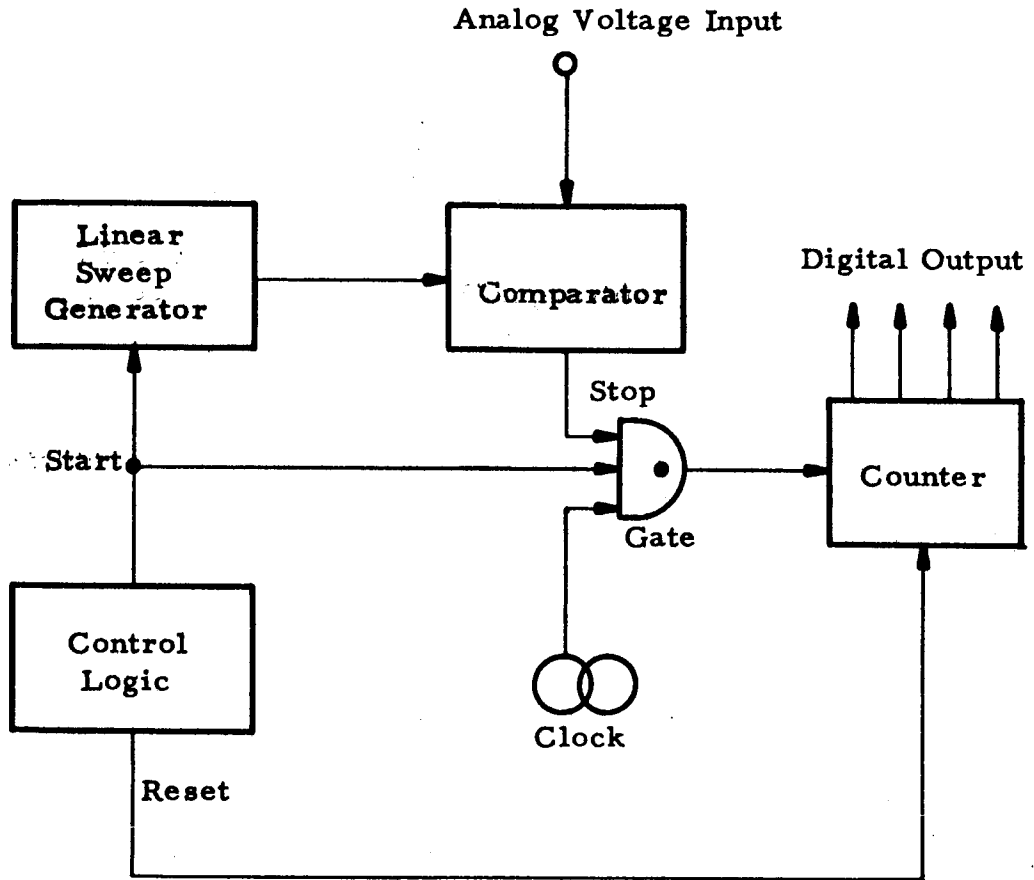 Analog Voltage Input
Linear
Sweep
Generator
Comparator
Digital Output
Stop
Start
Counter
Gate
Control
Logic
Clock
Reset